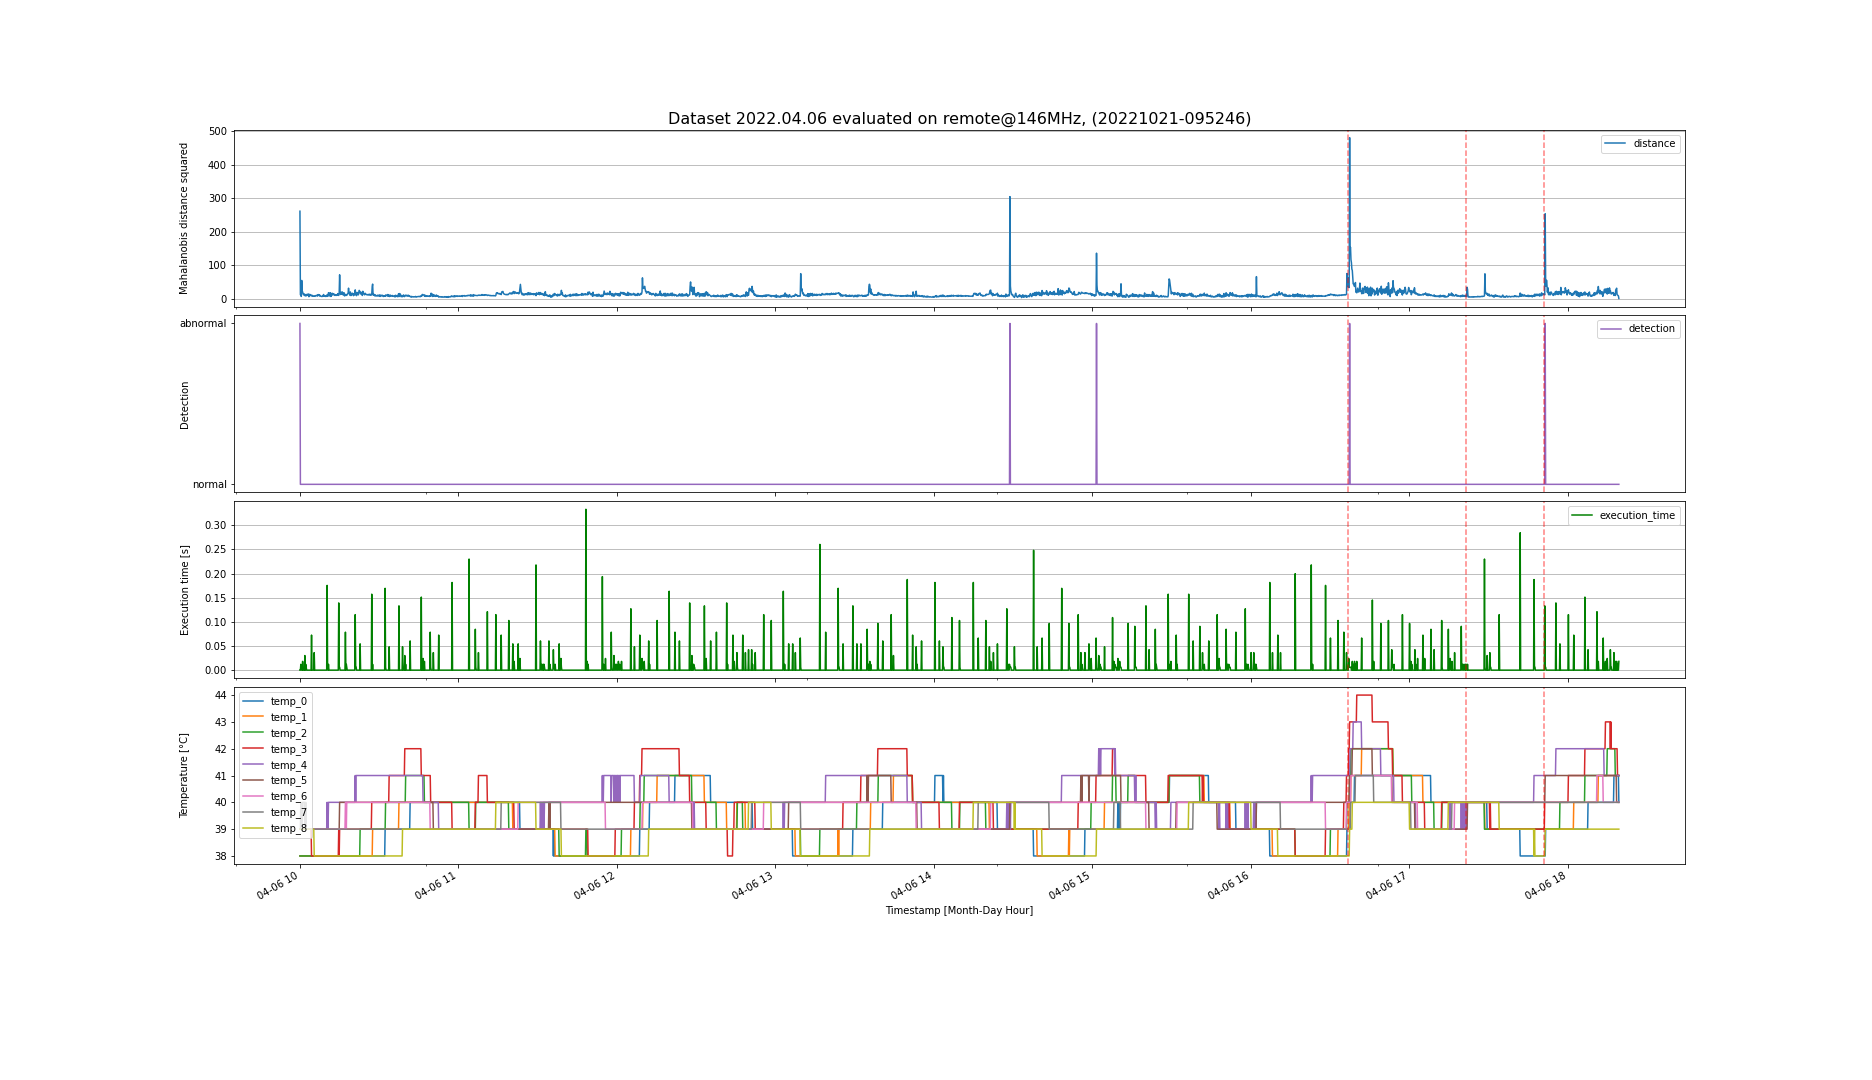 Dataset 2022.04.06 evaluated on remote@146MHz, (20221021-095246)
Mahalanobis distance squared
500
400
300
200
100
0
distance
Detection
abnormal
normal
detection
Execution time [s]
0.30
0.25
0.20
0.15
0.10
0.05
0.00
execution_time
Temperature [°C]
44
43
42
41
40
39
38
temp_0
temp_1
temp_2
temp_3
temp_4
temp_5
temp_6
temp_7
temp_8
04-06 10
04-06 11
04-06 12
04-06 13
04-06 14
04-06 15
04-06 16
04-06 17
04-06 18
Timestamp [Month-Day Hour]